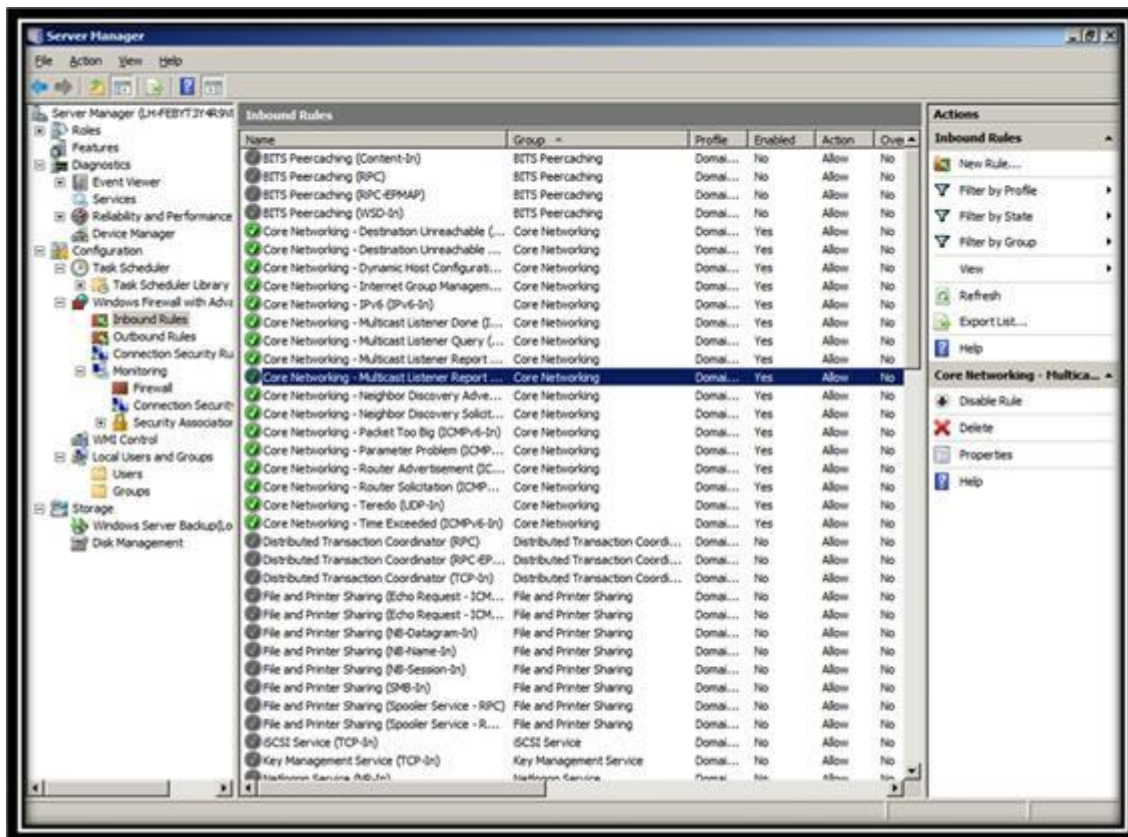 Server Manager
File Action View Help
Server Manager (LH-FEBYT3Y4R9VI
Roles
Features
Diagnostics
Event Viewer
Services
Reliability and Performance
Device Manager
Configuration
Task Scheduler
Task Scheduler Library
Windows Firewall with Adva
Inbound Rules
Outbound Rules
Connection Security Ru
Monitoring
Firewall
Connection Securit
Security Association
WMI Control
Local Users and Groups
Users
Groups
Storage
Windows Server Backup(Lo
Disk Management
Inbound Rules
Name Group Profile Enabled Action
BITS Peercaching (Content-In) BITS Peercaching Domai... No Allow No
BITS Peercaching (RPC) BITS Peercaching Domai... No Allow No
BITS Peercaching (RPC-EPMAP) BITS Peercaching Domai... No Allow No
BITS Peercaching (WSD-In) BITS Peercaching Domai... No Allow No
Core Networking - Destination Unreachable (... Core Networking Domai... Yes Allow No
Core Networking - Destination Unreachable ... Core Networking Domai... Yes Allow No
Core Networking - Dynamic Host Configurati... Core Networking Domai... Yes Allow No
Core Networking - Internet Group Managem... Core Networking Domai... Yes Allow No
Core Networking - IPv6 (IPv6-In) Core Networking Domai... Yes Allow No
Core Networking - Multicast Listener Done (I... Core Networking Domai... Yes Allow No
Core Networking - Multicast Listener Query (... Core Networking Domai... Yes Allow No
Core Networking - Multicast Listener Report ... Core Networking Domai... Yes Allow No
Core Networking - Multicast Listener Report ... Core Networking Domai... Yes Allow No
Core Networking - Neighbor Discovery Adve... Core Networking Domai... Yes Allow No
Core Networking - Neighbor Discovery Solicit... Core Networking Domai... Yes Allow No
Core Networking - Packet Too Big (ICMPv6-In) Core Networking Domai... Yes Allow No
Core Networking - Parameter Problem (ICMP... Core Networking Domai... Yes Allow No
Core Networking - Router Advertisement (IC... Core Networking Domai... Yes Allow No
Core Networking - Router Solicitation (ICMP... Core Networking Domai... Yes Allow No
Core Networking - Teredo (UDP-In) Core Networking Domai... Yes Allow No
Core Networking - Time Exceeded (ICMPv6-In) Core Networking Domai... Yes Allow No
Distributed Transaction Coordinator (RPC) Distributed Transaction Coordi... Domai... No Allow No
Distributed Transaction Coordinator (RPC-EP... Distributed Transaction Coordi... Domai... No Allow No
Distributed Transaction Coordinator (TCP-In) Distributed Transaction Coordi... Domai... No Allow No
File and Printer Sharing (Echo Request - ICM... File and Printer Sharing Domai... No Allow No
File and Printer Sharing (Echo Request - ICM... File and Printer Sharing Domai... No Allow No
File and Printer Sharing (NB-Datagram-In) File and Printer Sharing Domai... No Allow No
File and Printer Sharing (NB-Name-In) File and Printer Sharing Domai... No Allow No
File and Printer Sharing (NB-Session-In) File and Printer Sharing Domai... No Allow No
File and Printer Sharing (SMB-In) File and Printer Sharing Domai... No Allow No
File and Printer Sharing (Spooler Service - RPC) File and Printer Sharing Domai... No Allow No
File and Printer Sharing (Spooler Service - R... File and Printer Sharing Domai... No Allow No
iSCSI Service (TCP-In) iSCSI Service Domai... No Allow No
Key Management Service (TCP-In) Key Management Service Domai... No Allow No
Netlogon Service (NP-In) Netlogon Service Domai... No Allow No
Actions
Inbound Rules
New Rule...
Filter by Profile
Filter by State
Filter by Group
View
Refresh
Export List...
Help
Core Networking - Multica...
Disable Rule
Delete
Properties
Help